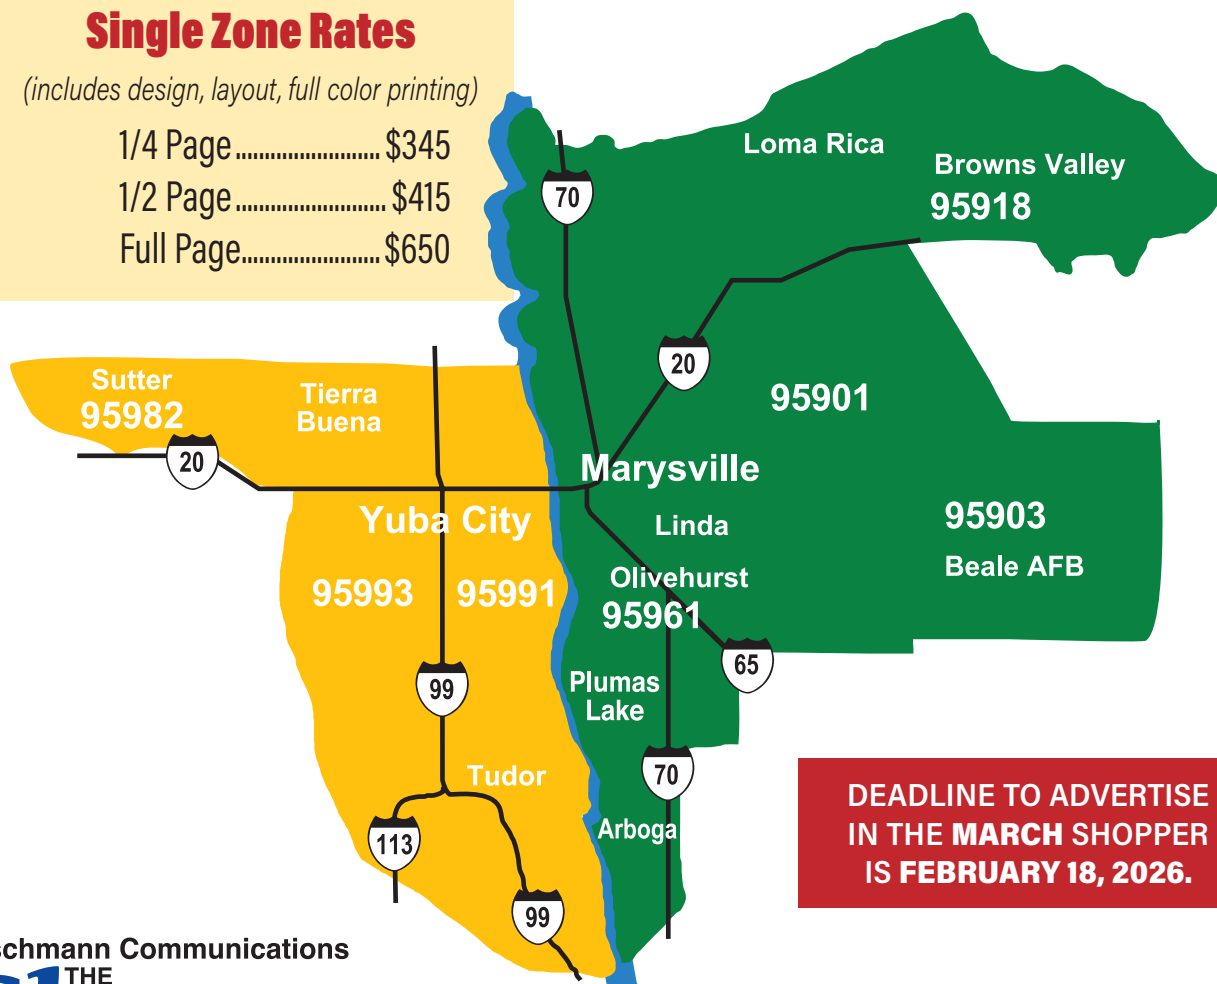 Single Zone Rates
(includes design, layout, full color printing)
1/4 Page......................... $345
1/2 Page.......................... $415
Full Page........................ $650
Loma Rica
Browns Valley
95918
70
20
95901
Sutter
95982
Tierra
Buena
20
Marysville
Yuba City
Linda
95903
Beale AFB
95993
95991
Olivehurst
95961
65
99
Plumas
Lake
70
Tudor
Arboga
113
99
DEADLINE TO ADVERTISE
IN THE MARCH SHOPPER
IS FEBRUARY 18, 2026.
Communications
THE